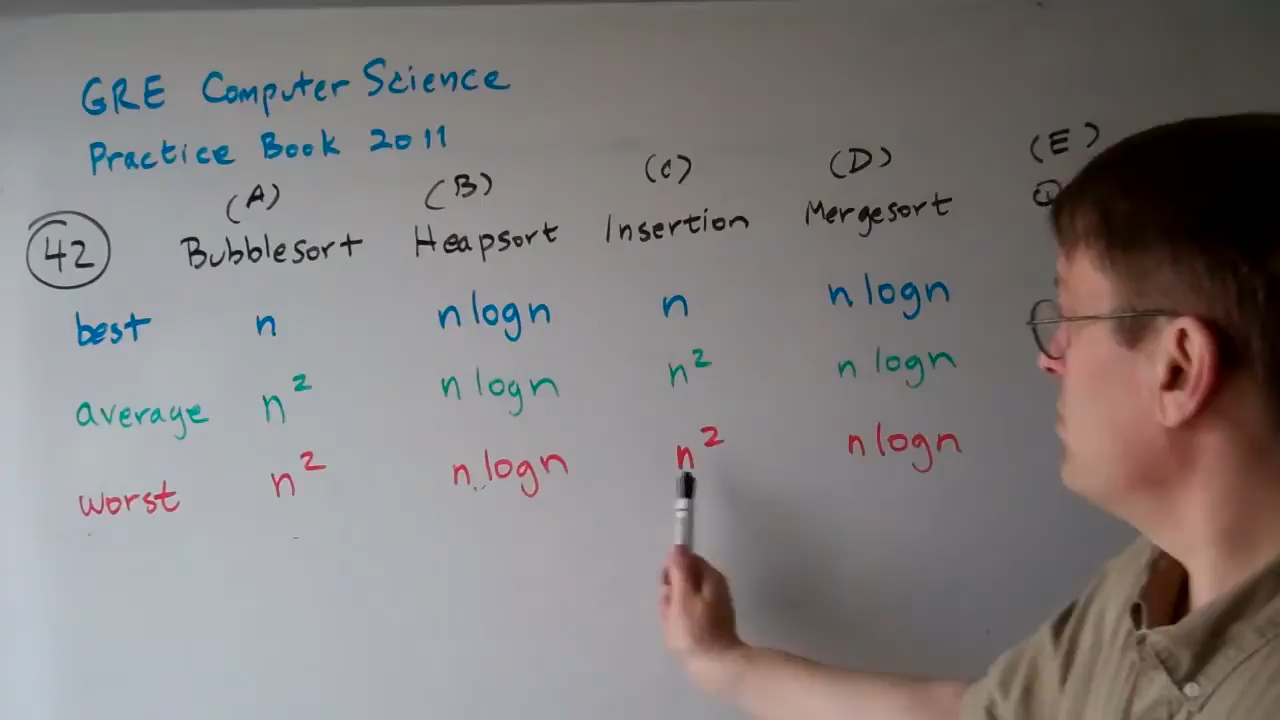 GRE Computer Science
Practice Book 2011
(A) (B) (C) (D) (E)
42 Bubblesort Heapsort Insertion Mergesort
best n n log n n n log n
average n² n log n n² n log n
worst n² n log n n² n log n